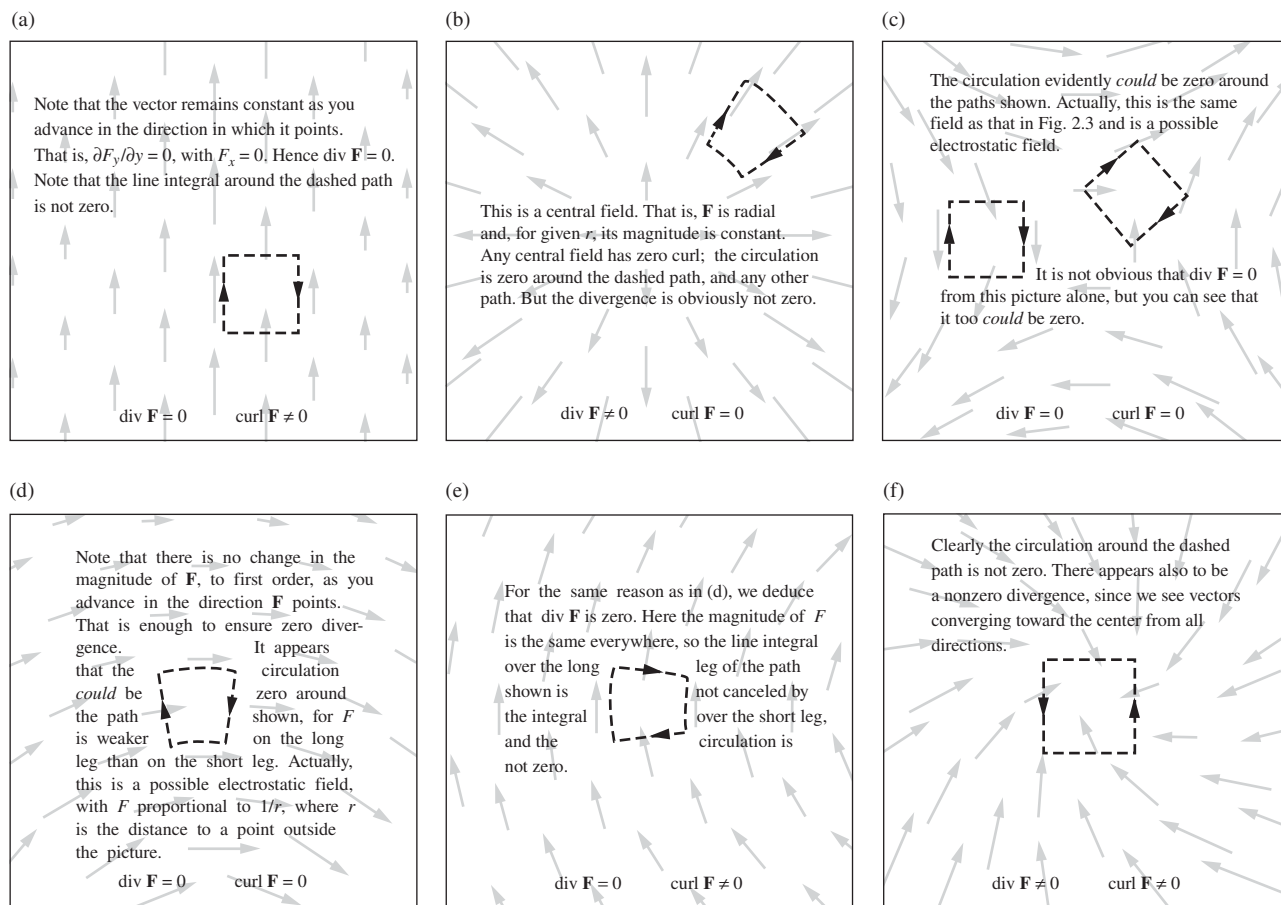 (a)
Note that the vector remains constant as you
advance in the direction in which it points.
That is, ∂F_y/∂y = 0, with F_x = 0. Hence div F = 0.
Note that the line integral around the dashed path
is not zero.
div F = 0 curl F ≠ 0
(b)
This is a central field. That is, F is radial
and, for given r, its magnitude is constant.
Any central field has zero curl; the circulation
is zero around the dashed path, and any other
path. But the divergence is obviously not zero.
div F ≠ 0 curl F = 0
(c)
The circulation evidently could be zero around
the paths shown. Actually, this is the same
field as that in Fig. 2.3 and is a possible
electrostatic field.
It is not obvious that div F = 0
from this picture alone, but you can see that
it too could be zero.
div F = 0 curl F = 0
(d)
Note that there is no change in the
magnitude of F, to first order, as you
advance in the direction F points.
That is enough to ensure zero diver-
gence. It appears
that the circulation
could be zero around
the path shown, for F
is weaker on the long
leg than on the short leg. Actually,
this is a possible electrostatic field,
with F proportional to 1/r, where r
is the distance to a point outside
the picture.
div F = 0 curl F = 0
(e)
For the same reason as in (d), we deduce
that div F is zero. Here the magnitude of F
is the same everywhere, so the line integral
over the long leg of the path
shown is not canceled by
the integral over the short leg,
and the circulation is
not zero.
div F = 0 curl F ≠ 0
(f)
Clearly the circulation around the dashed
path is not zero. There appears also to be
a nonzero divergence, since we see vectors
converging toward the center from all
directions.
div F ≠ 0 curl F ≠ 0